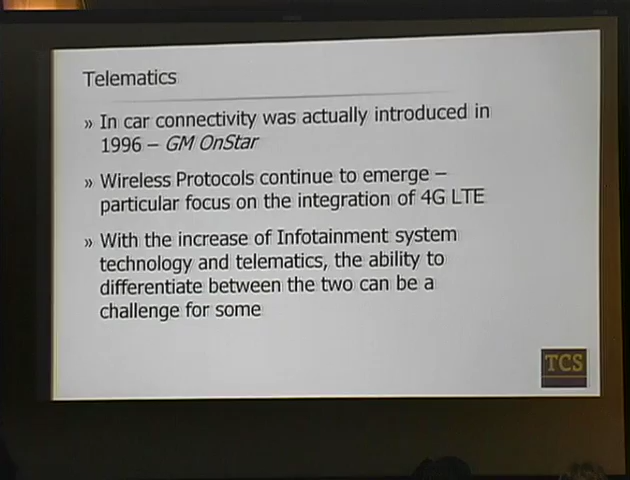 Telematics
» In car connectivity was actually introduced in
1996 – GM OnStar
» Wireless Protocols continue to emerge –
particular focus on the integration of 4G LTE
» With the increase of Infotainment system
technology and telematics, the ability to
differentiate between the two can be a
challenge for some
TCS